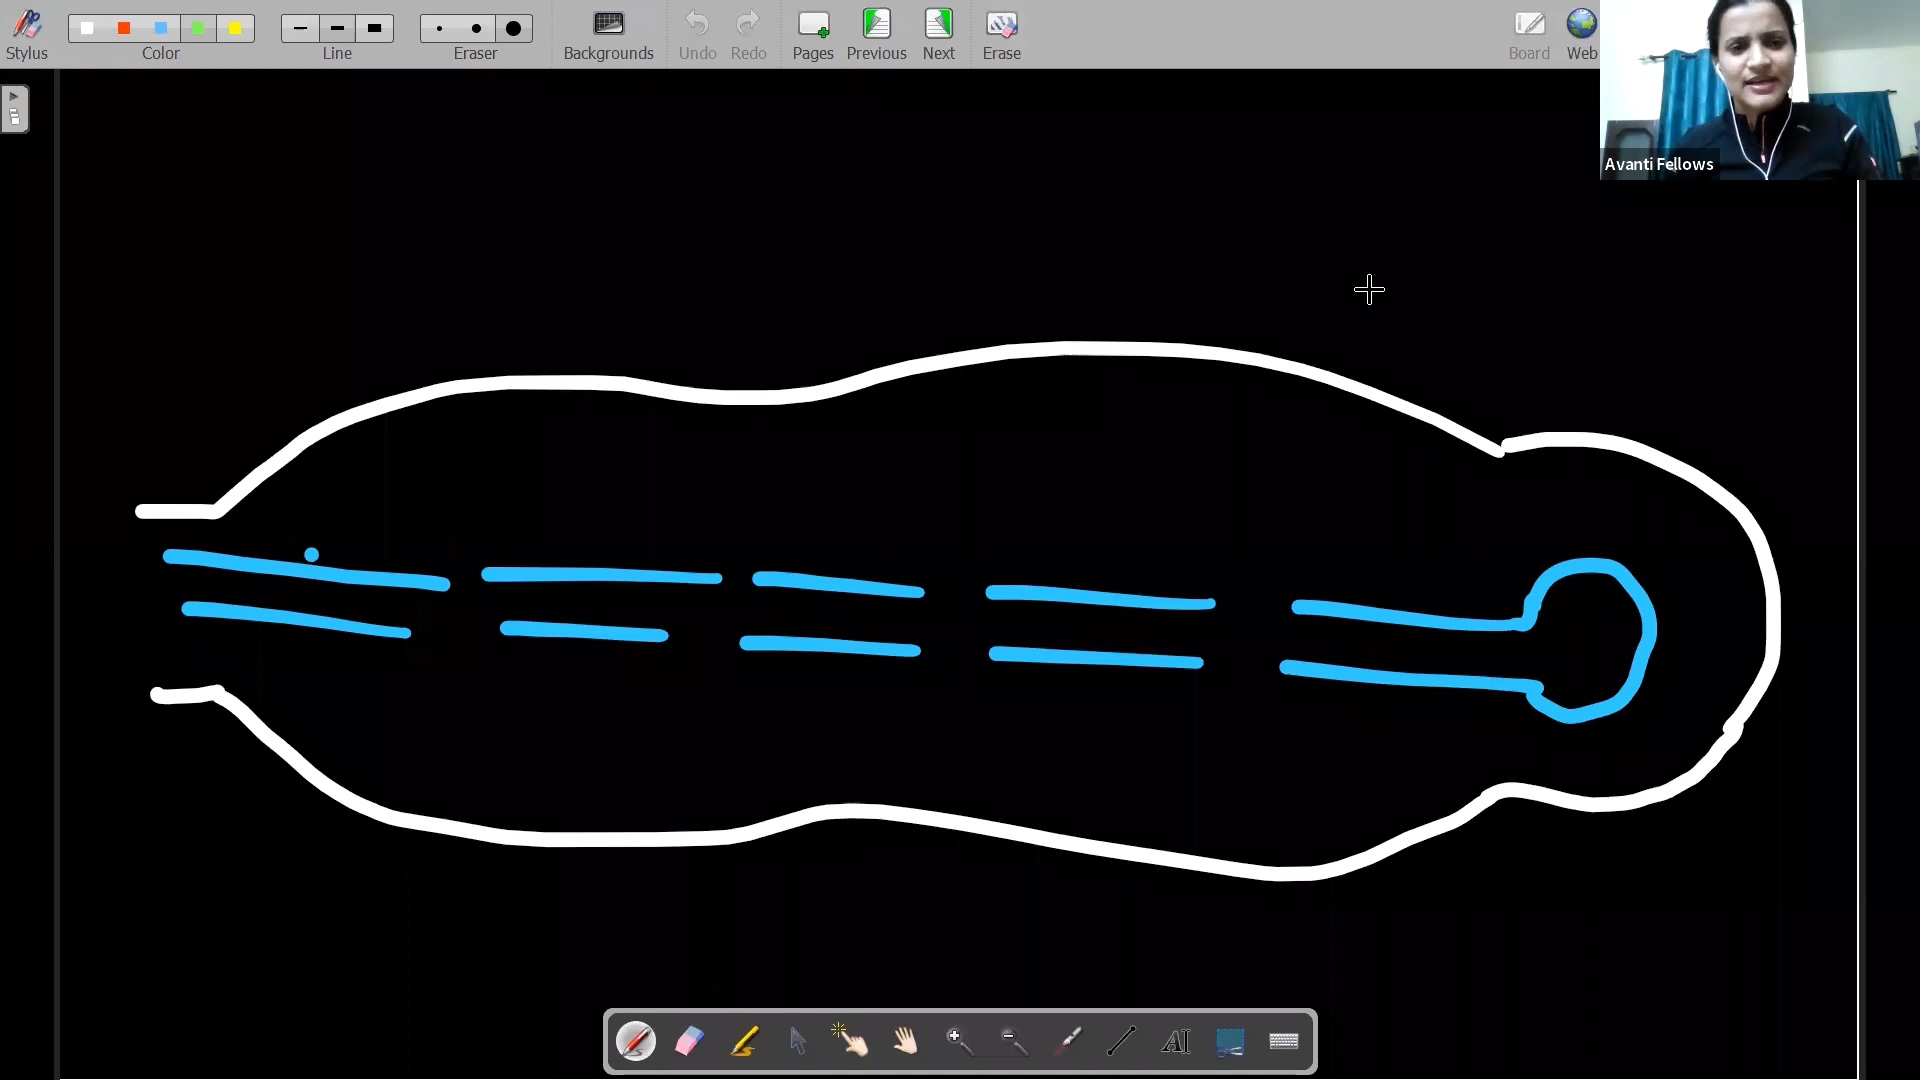 Stylus
Color
Line
Eraser
Backgrounds
Undo
Redo
Pages
Previous
Next
Erase
Board
Web
Avanti Fellows